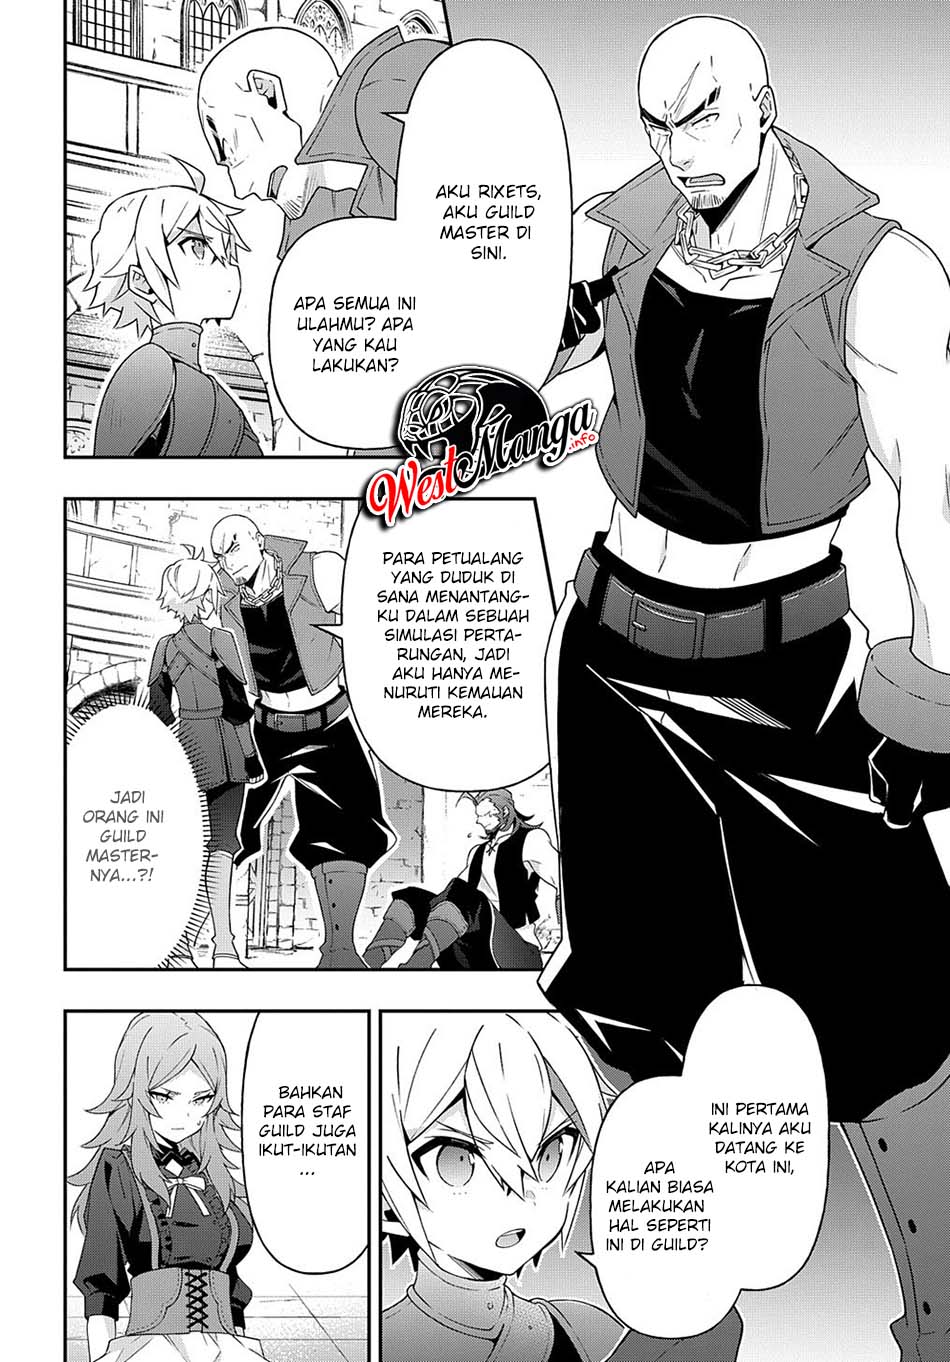 AKU RIXETS,
AKU GUILD
MASTER DI
SINI.
APA SEMUA INI
ULAHMU? APA
YANG KAU
LAKUKAN?
WestManga
.info
PARA PETUALANG
YANG DUDUK DI
SANA MENANTANG-
KU DALAM SEBUAH
SIMULASI PERTA-
RUNGAN, JADI
AKU HANYA ME-
NURUTI KEMAUAN
MEREKA.
JADI
ORANG INI
GUILD
MASTER-
NYA...?!
INI PERTAMA
KALINYA AKU
DATANG KE
KOTA INI,
APA
KALIAN BIASA
MELAKUKAN
HAL SEPERTI
INI DI GUILD?
BAHKAN
PARA STAF
GUILD JUGA
IKUT-IKUTAN
...